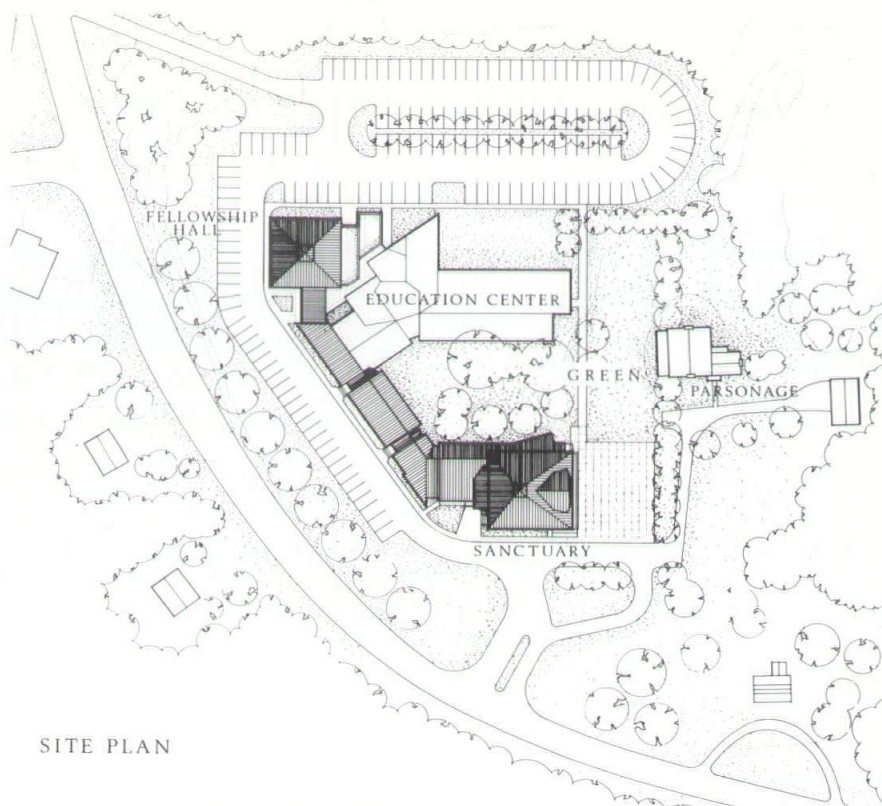 FELLOWSHIP
HALL
EDUCATION CENTER
GREEN
PARSONAGE
SANCTUARY
SITE PLAN